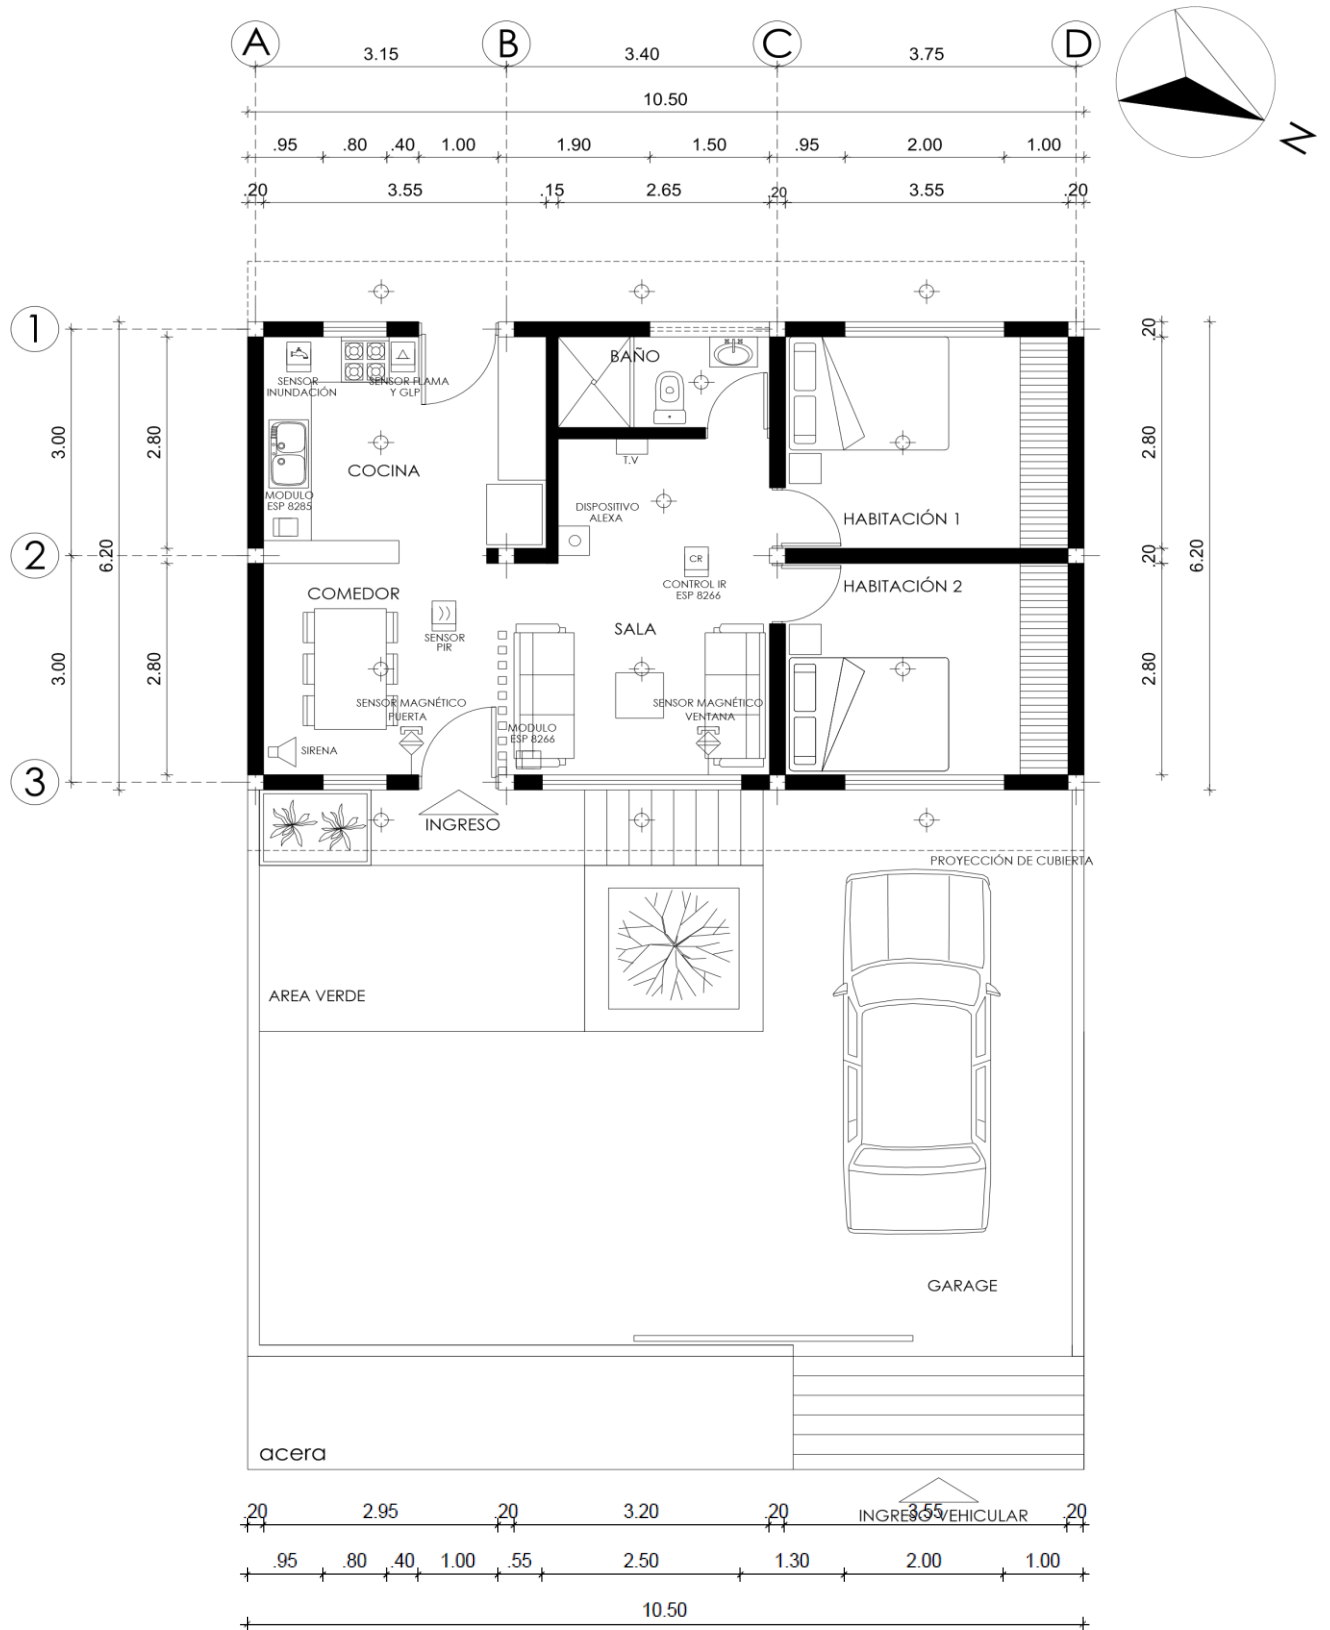 A B C D
3.15 3.40 3.75
10.50
.95 .80 .40 1.00 1.90 1.50 .95 2.00 1.00
.20 3.55 .15 2.65 .20 3.55 .20
N
1
2
3
3.00
3.00
6.20
2.80
2.80
.20
2.80
.20
2.80
6.20
BAÑO
SENSOR
INUNDACIÓN
SENSOR FLAMA
Y GLP
COCINA
T.V
MODULO
ESP 8285
DISPOSITIVO
ALEXA
HABITACIÓN 1
CR
CONTROL IR
ESP 8266
HABITACIÓN 2
COMEDOR
SENSOR
PIR
SALA
SENSOR MAGNÉTICO
PUERTA
SENSOR MAGNÉTICO
VENTANA
MODULO
ESP 8266
SIRENA
INGRESO
PROYECCIÓN DE CUBIERTA
AREA VERDE
GARAGE
acera
INGRESO VEHICULAR
.20 2.95 .20 3.20 .20 3.55 .20
.95 .80 .40 1.00 .55 2.50 1.30 2.00 1.00
10.50